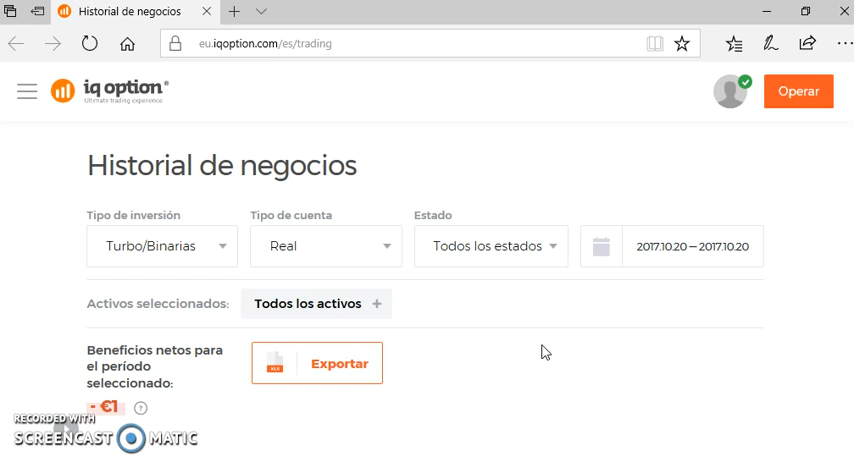 Historial de negocios
eu.iqoption.com/es/trading
iq option®
Ultimate trading experience
Operar
Historial de negocios
Tipo de inversión
Tipo de cuenta
Estado
Turbo/Binarias
Real
Todos los estados
2017.10.20 — 2017.10.20
Activos seleccionados:
Todos los activos +
Beneficios netos para
el período
seleccionado:
XLS
Exportar
- €1 ?
RECORDED WITH
SCREENCAST MATIC